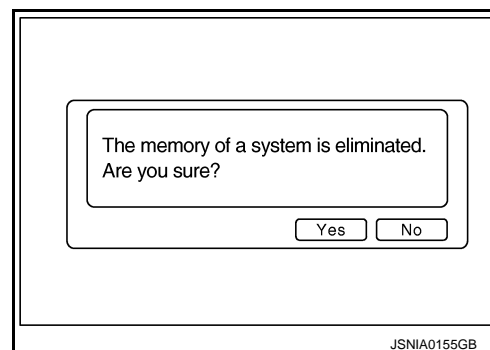 The memory of a system is eliminated.
Are you sure?
Yes No
JSNIA0155GB